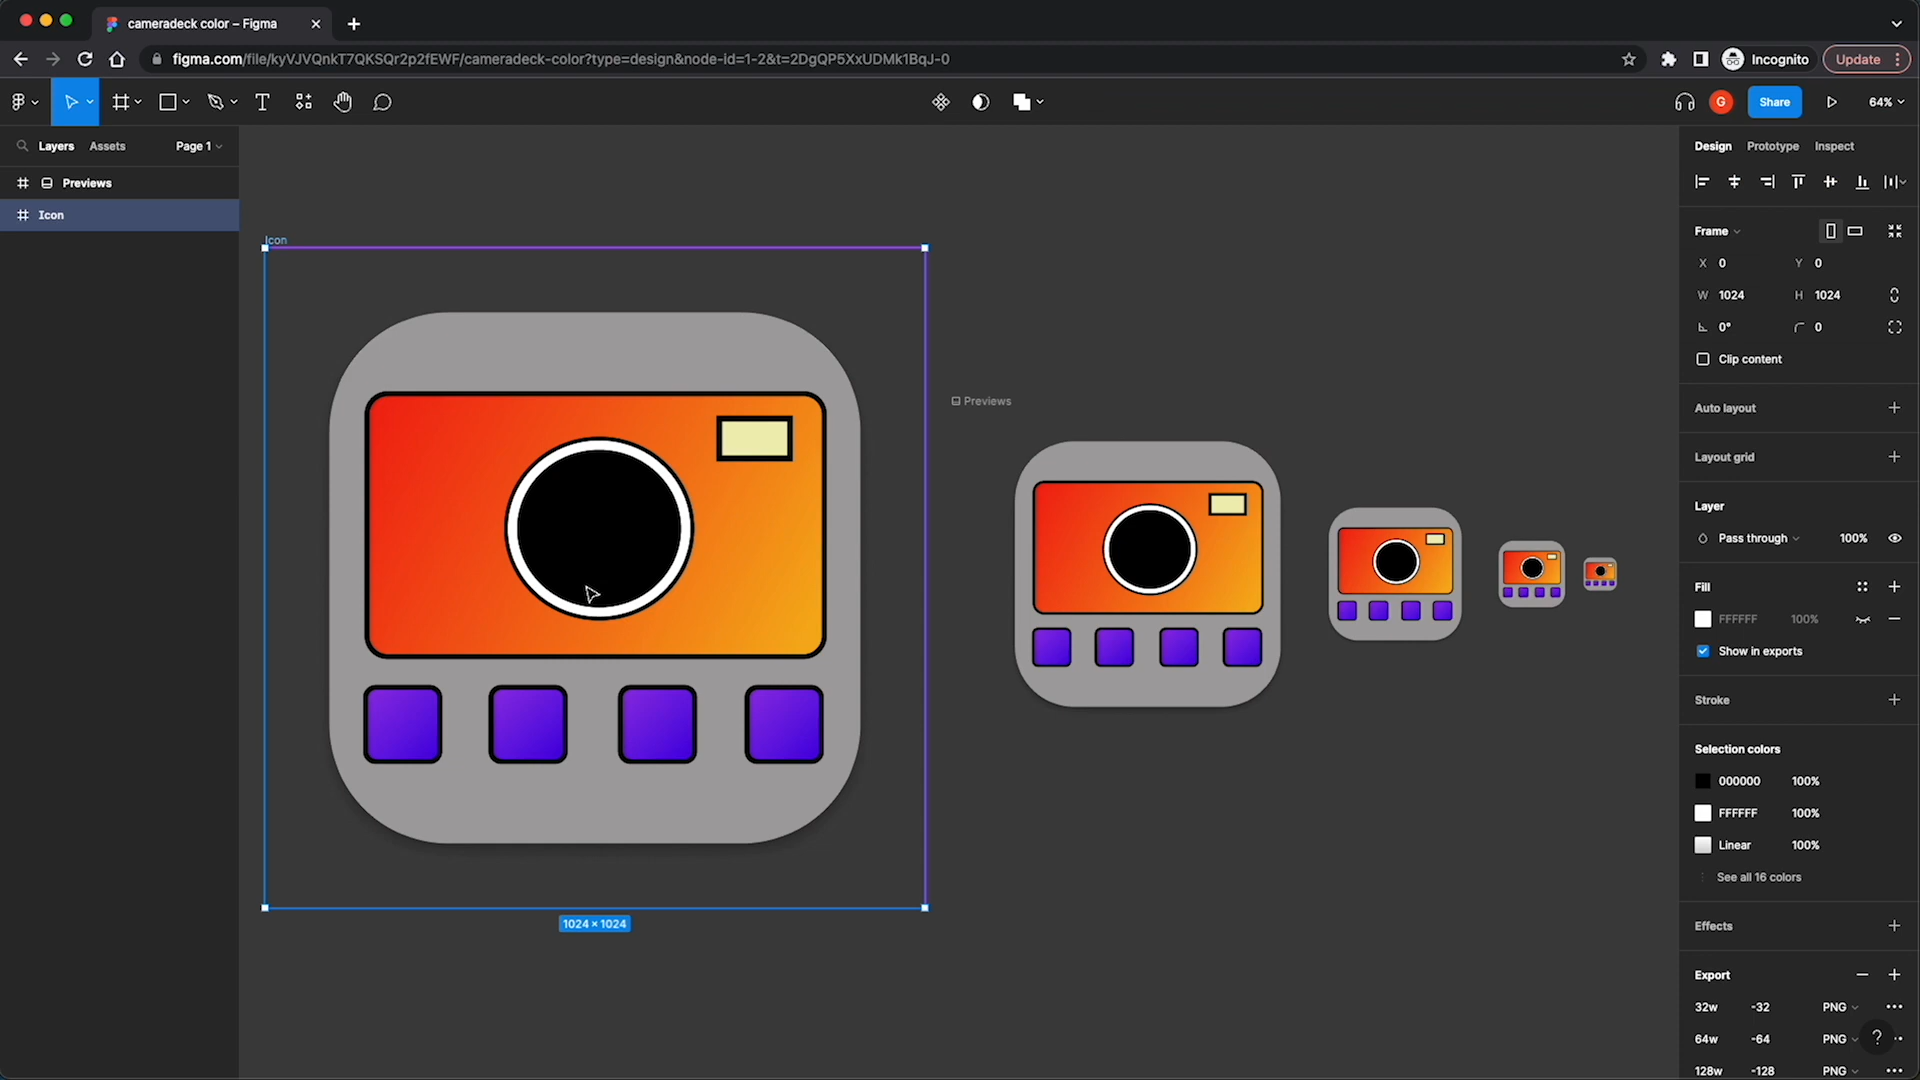 cameradeck color – Figma
figma.com/file/kyVJVQnkT7QKSQr2p2fEWF/cameradeck-color?type=design&node-id=1-2&t=2DgQP5XxUDMk1BqJ-0
Incognito
Update
G
Share
64%
Layers
Assets
Page 1
Previews
Icon
Icon
1024 × 1024
Previews
Design
Prototype
Inspect
Frame
X 0
Y 0
W 1024
H 1024
0°
0
Clip content
Auto layout
Layout grid
Layer
Pass through
100%
Fill
FFFFFF 100%
Show in exports
Stroke
Selection colors
000000 100%
FFFFFF 100%
Linear 100%
See all 16 colors
Effects
Export
32w -32 PNG
64w -64 PNG
?
128w -128 PNG